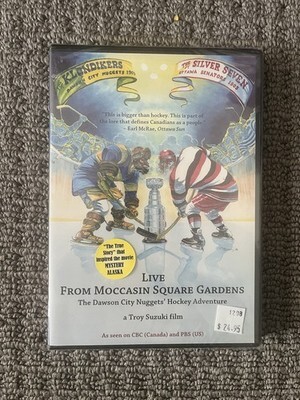 KLONDIKERS
CITY NUGGETS
THE SILVER SEVEN
OTTAWA SENATORS
"This is bigger than hockey. This is part of
the lore that defines Canadians as a people."
– Earl McRae, Ottawa Sun
"The True
Story" that
inspired the movie
MYSTERY
ALASKA
LIVE
FROM MOCCASIN SQUARE GARDENS
The Dawson City Nuggets' Hockey Adventure
a Troy Suzuki film
As seen on CBC (Canada) and PBS (US)
$ 24.95